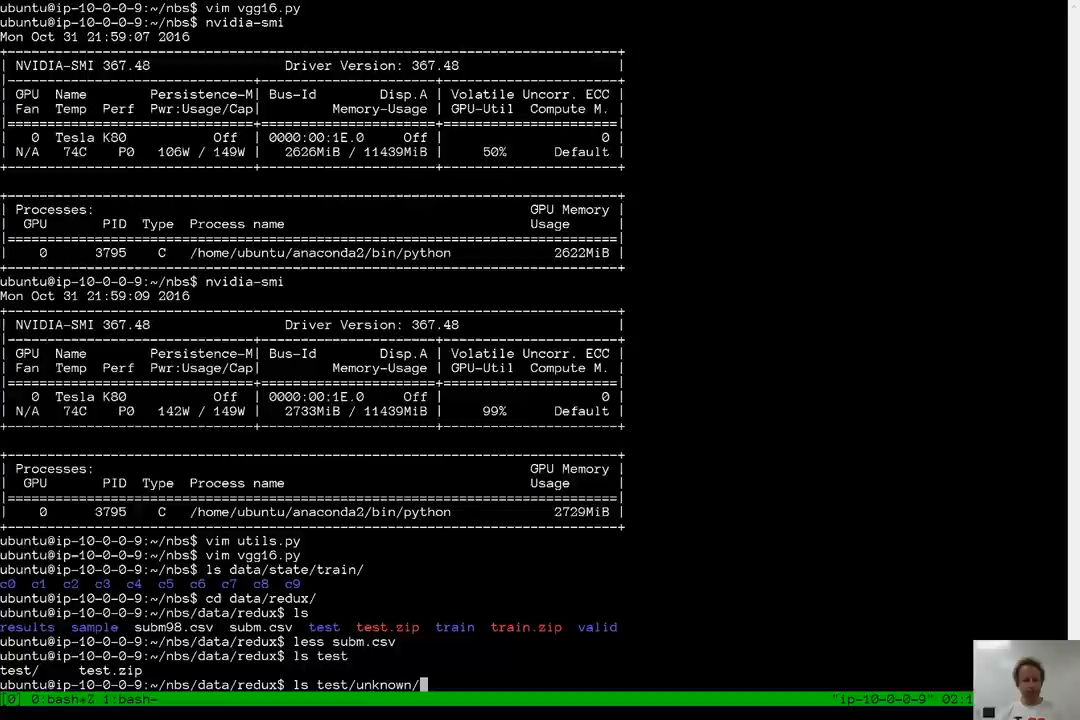 ubuntu@ip-10-0-0-9:~/nbs$ vim vgg16.py
ubuntu@ip-10-0-0-9:~/nbs$ nvidia-smi
Mon Oct 31 21:59:07 2016
+-----------------------------------------------------------------------------+
| NVIDIA-SMI 367.48                 Driver Version: 367.48                    |
|-------------------------------+----------------------+----------------------+
| GPU  Name        Persistence-M| Bus-Id        Disp.A | Volatile Uncorr. ECC |
| Fan  Temp  Perf  Pwr:Usage/Cap|         Memory-Usage | GPU-Util  Compute M. |
|===============================+======================+======================|
|   0  Tesla K80           Off  | 0000:00:1E.0     Off |                    0 |
| N/A   74C    P0   106W / 149W |   2626MiB / 11439MiB |     50%      Default |
+-------------------------------+----------------------+----------------------+
+-----------------------------------------------------------------------------+
| Processes:                                                       GPU Memory |
|  GPU       PID  Type  Process name                               Usage      |
|=============================================================================|
|    0      3795    C   /home/ubuntu/anaconda2/bin/python             2622MiB |
+-----------------------------------------------------------------------------+
ubuntu@ip-10-0-0-9:~/nbs$ nvidia-smi
Mon Oct 31 21:59:09 2016
+-----------------------------------------------------------------------------+
| NVIDIA-SMI 367.48                 Driver Version: 367.48                    |
|-------------------------------+----------------------+----------------------+
| GPU  Name        Persistence-M| Bus-Id        Disp.A | Volatile Uncorr. ECC |
| Fan  Temp  Perf  Pwr:Usage/Cap|         Memory-Usage | GPU-Util  Compute M. |
|===============================+======================+======================|
|   0  Tesla K80           Off  | 0000:00:1E.0     Off |                    0 |
| N/A   74C    P0   142W / 149W |   2733MiB / 11439MiB |     99%      Default |
+-------------------------------+----------------------+----------------------+
+-----------------------------------------------------------------------------+
| Processes:                                                       GPU Memory |
|  GPU       PID  Type  Process name                               Usage      |
|=============================================================================|
|    0      3795    C   /home/ubuntu/anaconda2/bin/python             2729MiB |
+-----------------------------------------------------------------------------+
ubuntu@ip-10-0-0-9:~/nbs$ vim utils.py
ubuntu@ip-10-0-0-9:~/nbs$ vim vgg16.py
ubuntu@ip-10-0-0-9:~/nbs$ ls data/state/train/
c0  c1  c2  c3  c4  c5  c6  c7  c8  c9
ubuntu@ip-10-0-0-9:~/nbs$ cd data/redux/
ubuntu@ip-10-0-0-9:~/nbs/data/redux$ ls
results  sample  subm98.csv  subm.csv  test  test.zip  train  train.zip  valid
ubuntu@ip-10-0-0-9:~/nbs/data/redux$ less subm.csv
ubuntu@ip-10-0-0-9:~/nbs/data/redux$ ls test
test/     test.zip
ubuntu@ip-10-0-0-9:~/nbs/data/redux$ ls test/unknown/
[0] 0:bash*Z 1:bash- "ip-10-0-0-9" 02:1